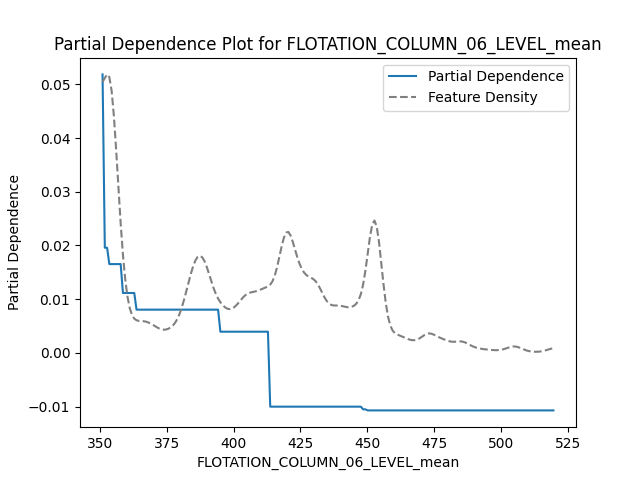 Partial Dependence Plot for FLOTATION_COLUMN_06_LEVEL_mean
Partial Dependence
Feature Density
Partial Dependence
0.05
0.04
0.03
0.02
0.01
0.00
−0.01
350 375 400 425 450 475 500 525
FLOTATION_COLUMN_06_LEVEL_mean